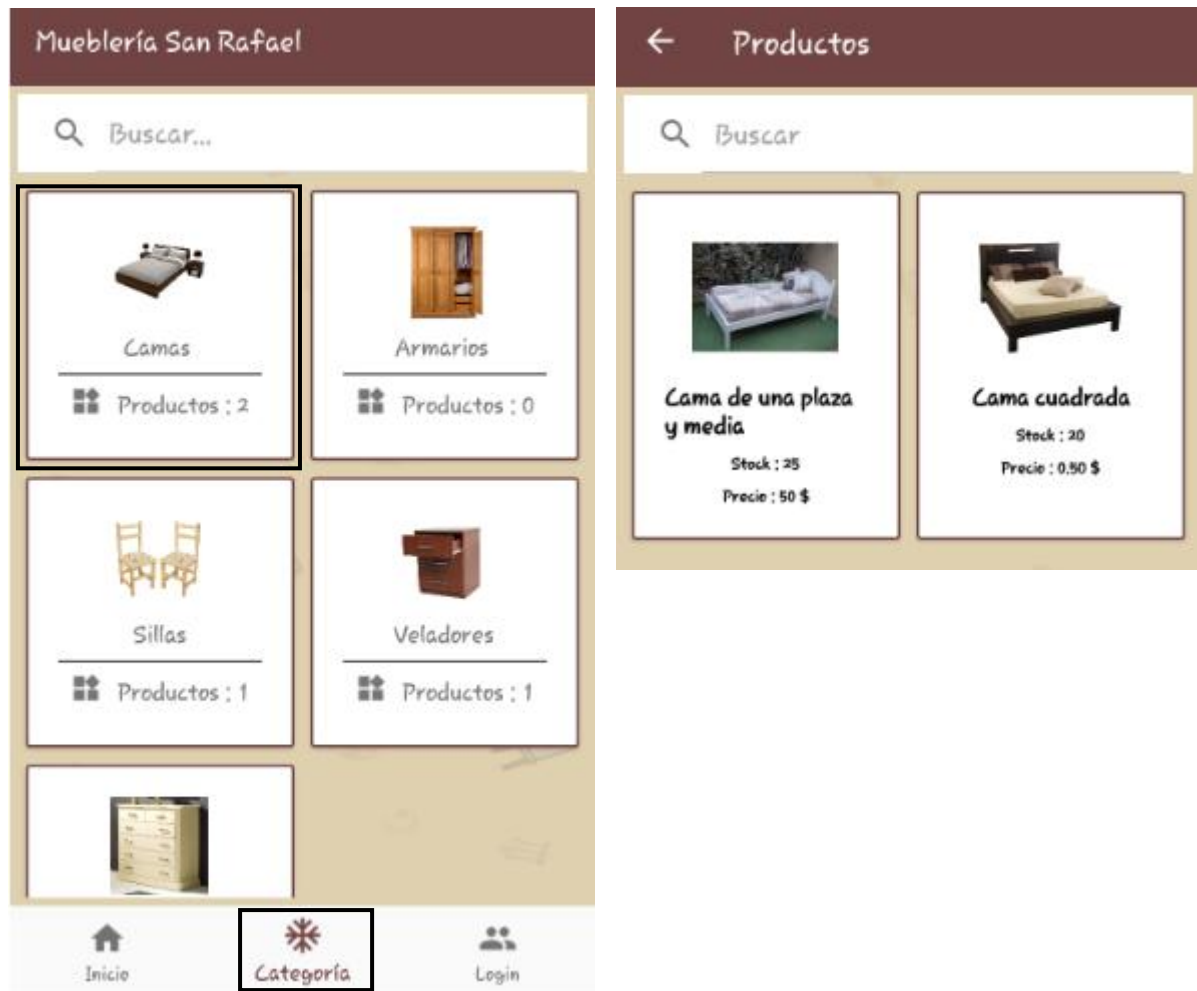 Mueblería San Rafael
Buscar...
Camas
Armarios
Productos : 2
Productos : 0
Sillas
Veladores
Productos : 1
Productos : 1
Inicio
Categoría
Login
Productos
Buscar
Cama de una plaza
y media
Stock : 25
Precio : 50 $
Cama cuadrada
Stock : 20
Precio : 0.50 $